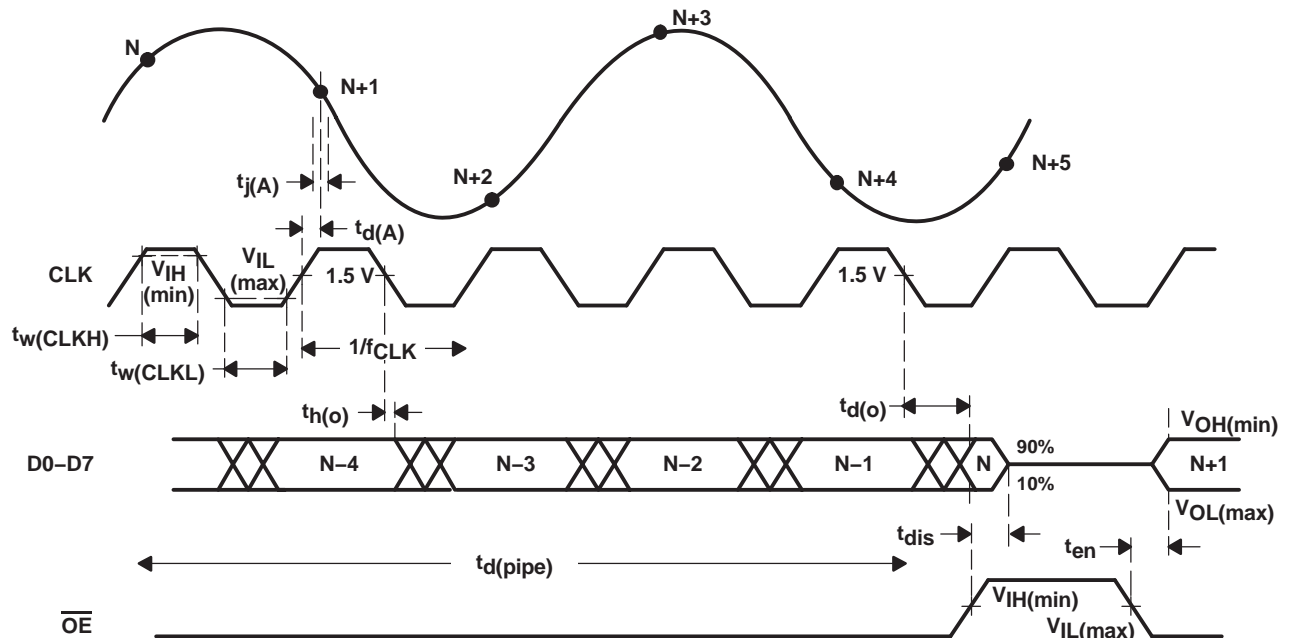 N
N+1
N+2
N+3
N+4
N+5
tj(A)
td(A)
CLK
VIH
(min)
VIL
(max)
1.5 V
1.5 V
tw(CLKH)
tw(CLKL)
1/fCLK
th(o)
td(o)
D0–D7
N–4
N–3
N–2
N–1
N
90%
10%
VOH(min)
N+1
VOL(max)
tdis
ten
td(pipe)
OE
VIH(min)
VIL(max)